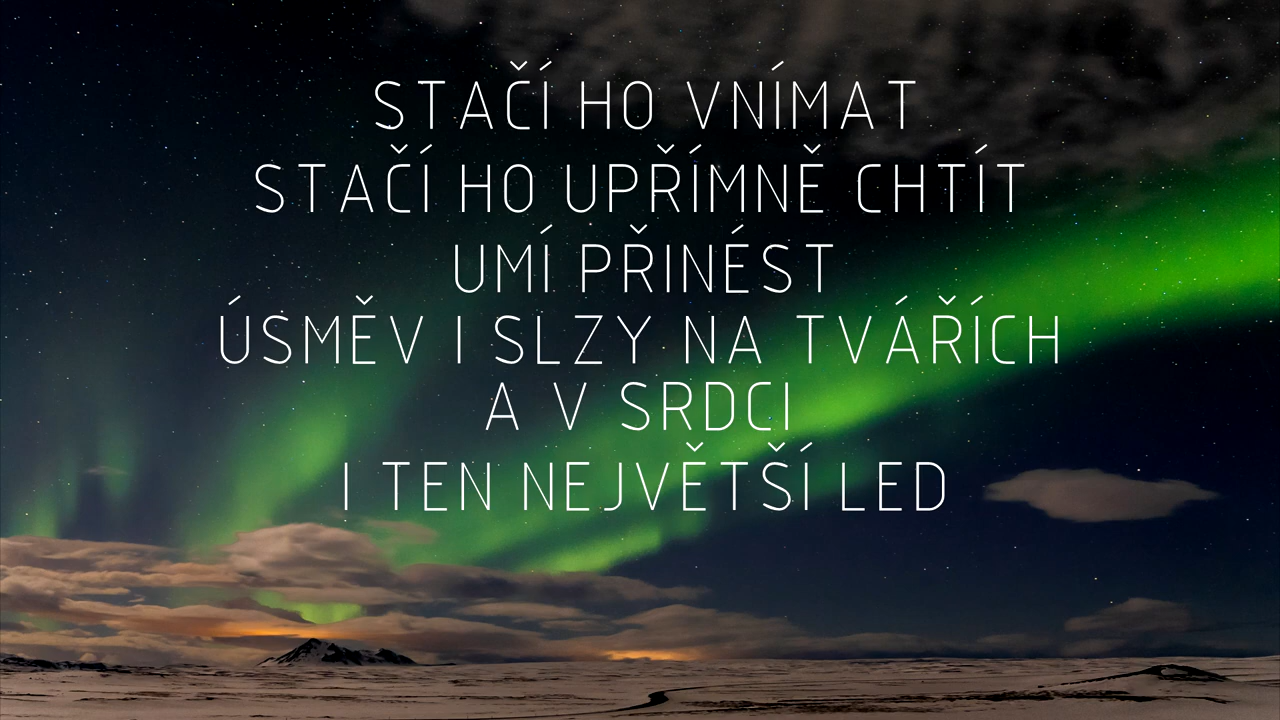 STAČÍ HO VNÍMAT
STAČÍ HO UPŘÍMNĚ CHTÍT
UMÍ PŘINÉST
ÚSMĚV I SLZY NA TVÁŘÍCH
A V SRDCI
I TEN NEJVĚTŠÍ LED